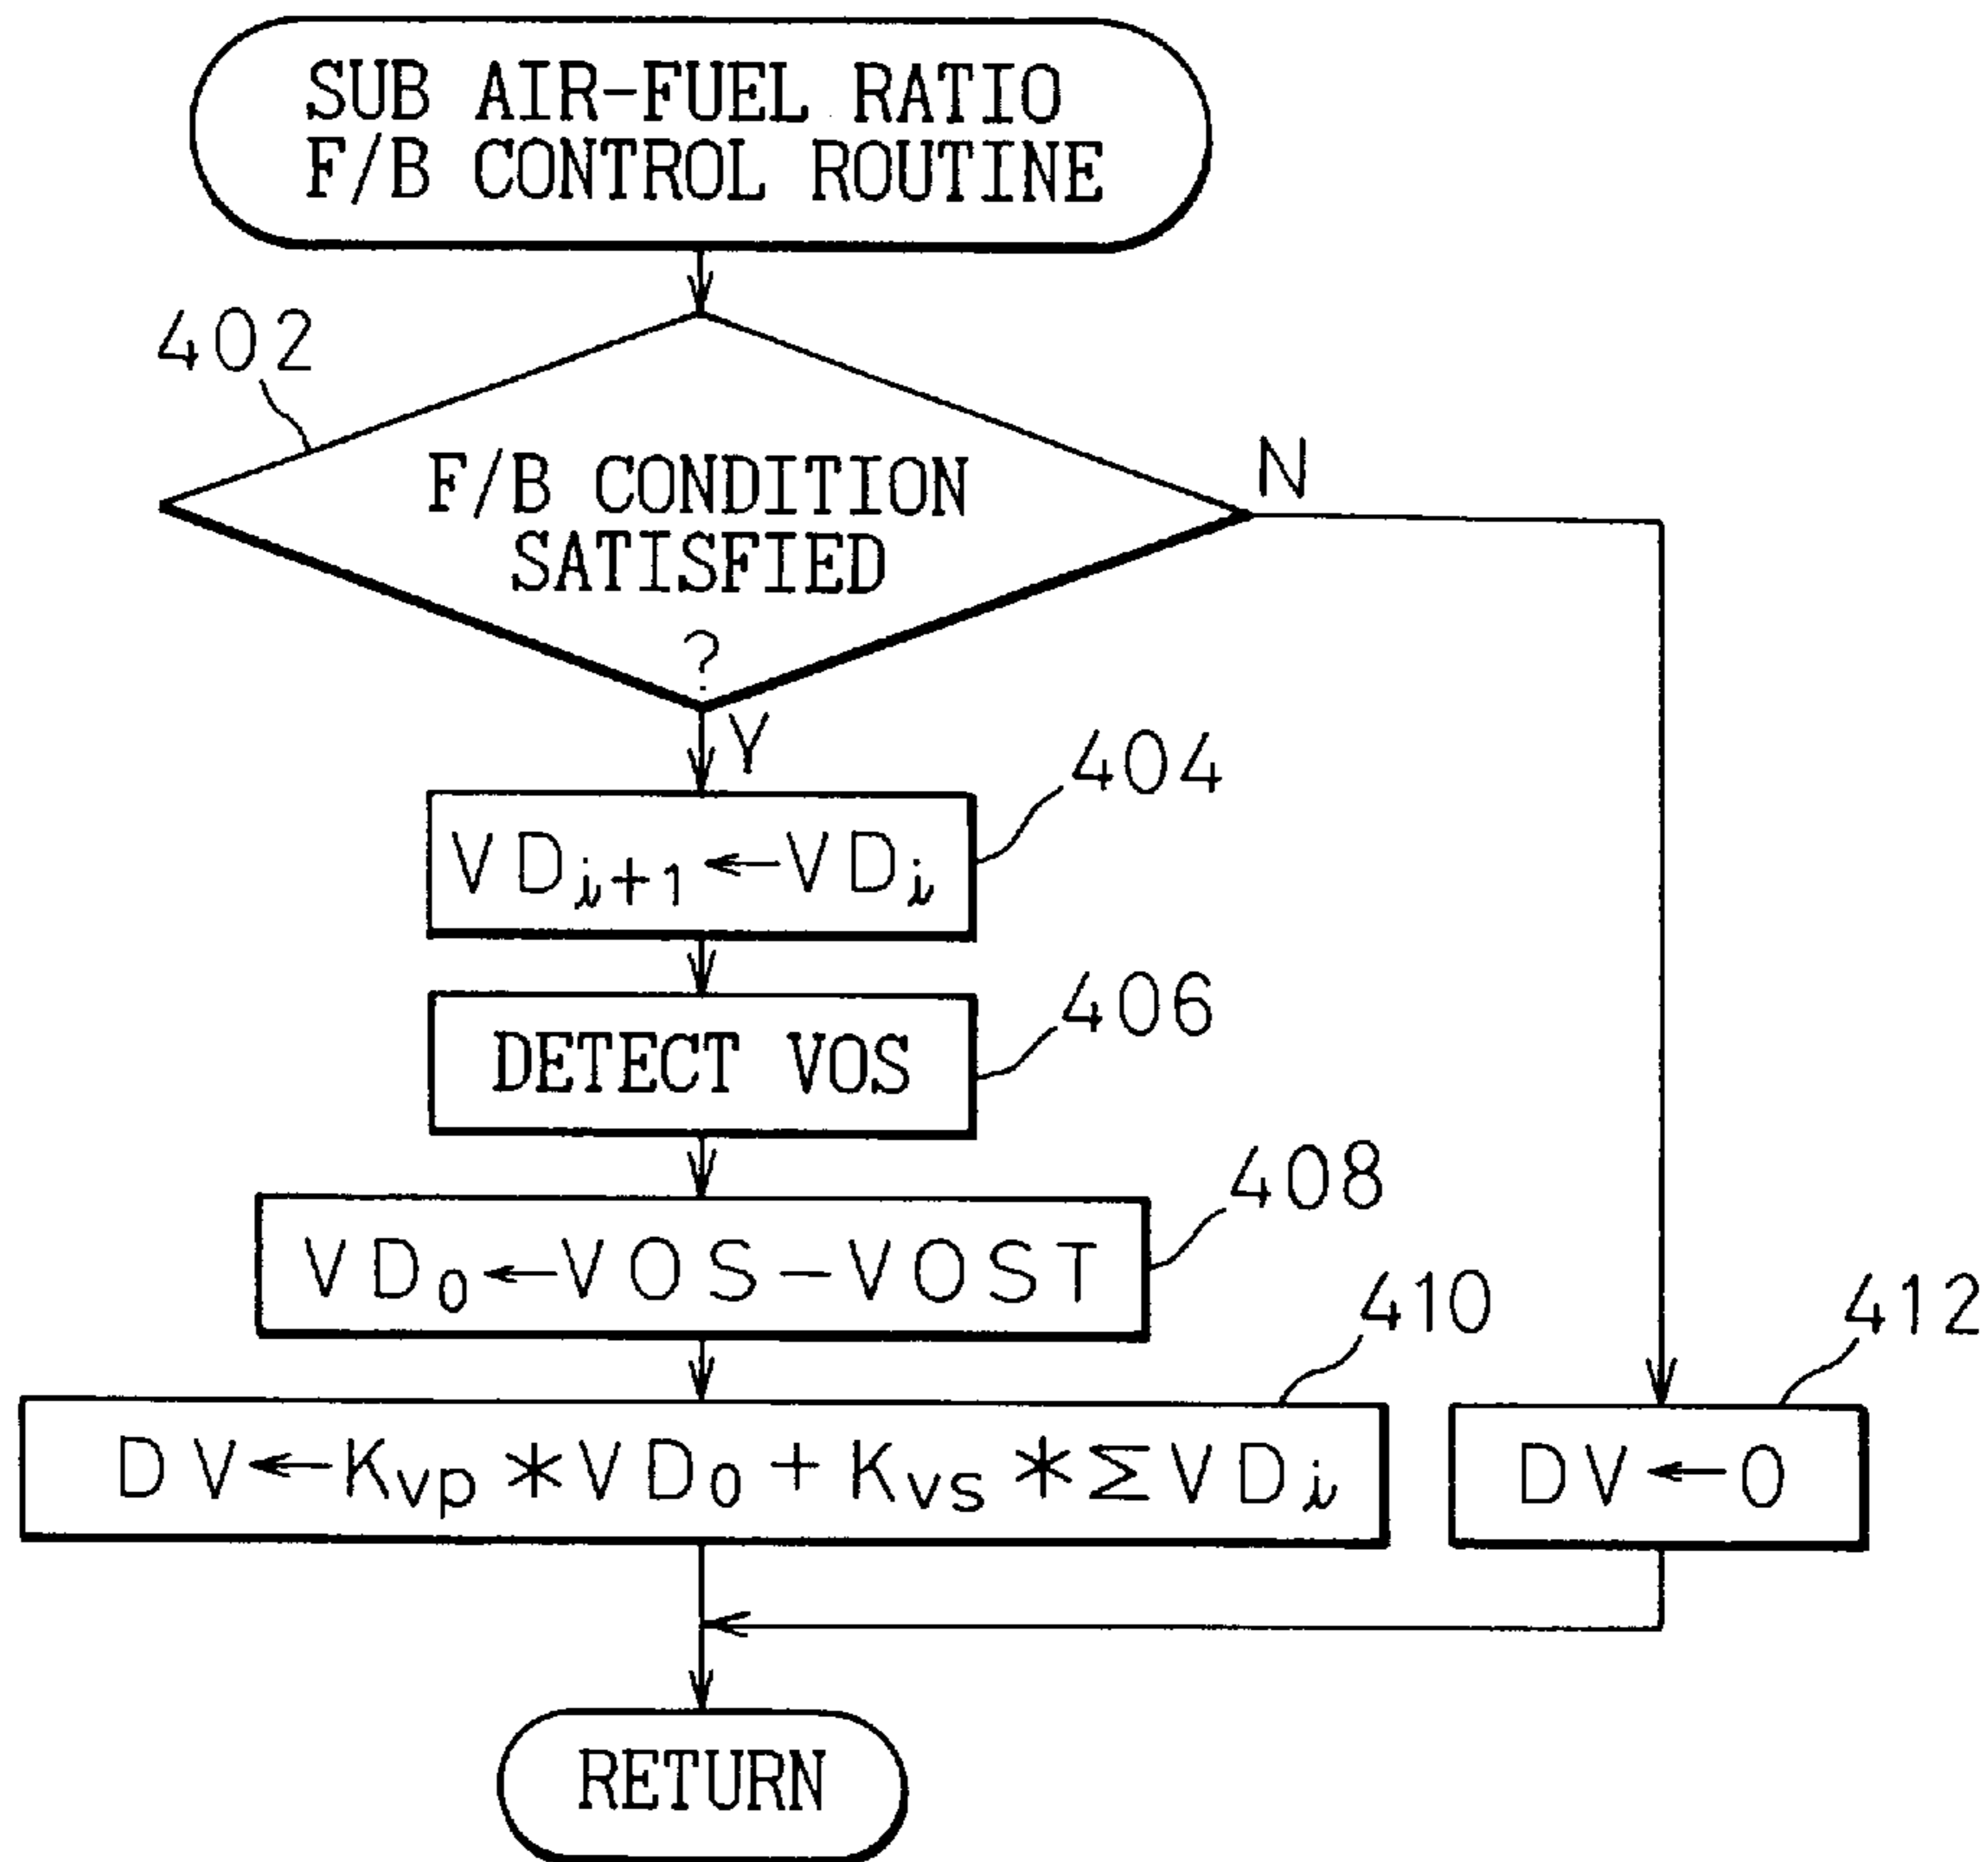 SUB AIR-FUEL RATIO
F/B CONTROL ROUTINE
402
F/B CONDITION
SATISFIED
?
N
Y
404
VDi+1←VDi
406
DETECT VOS
408
VD0←VOS−VOST
410
DV←Kvp*VD0+Kvs*ΣVDi
412
DV←0
RETURN